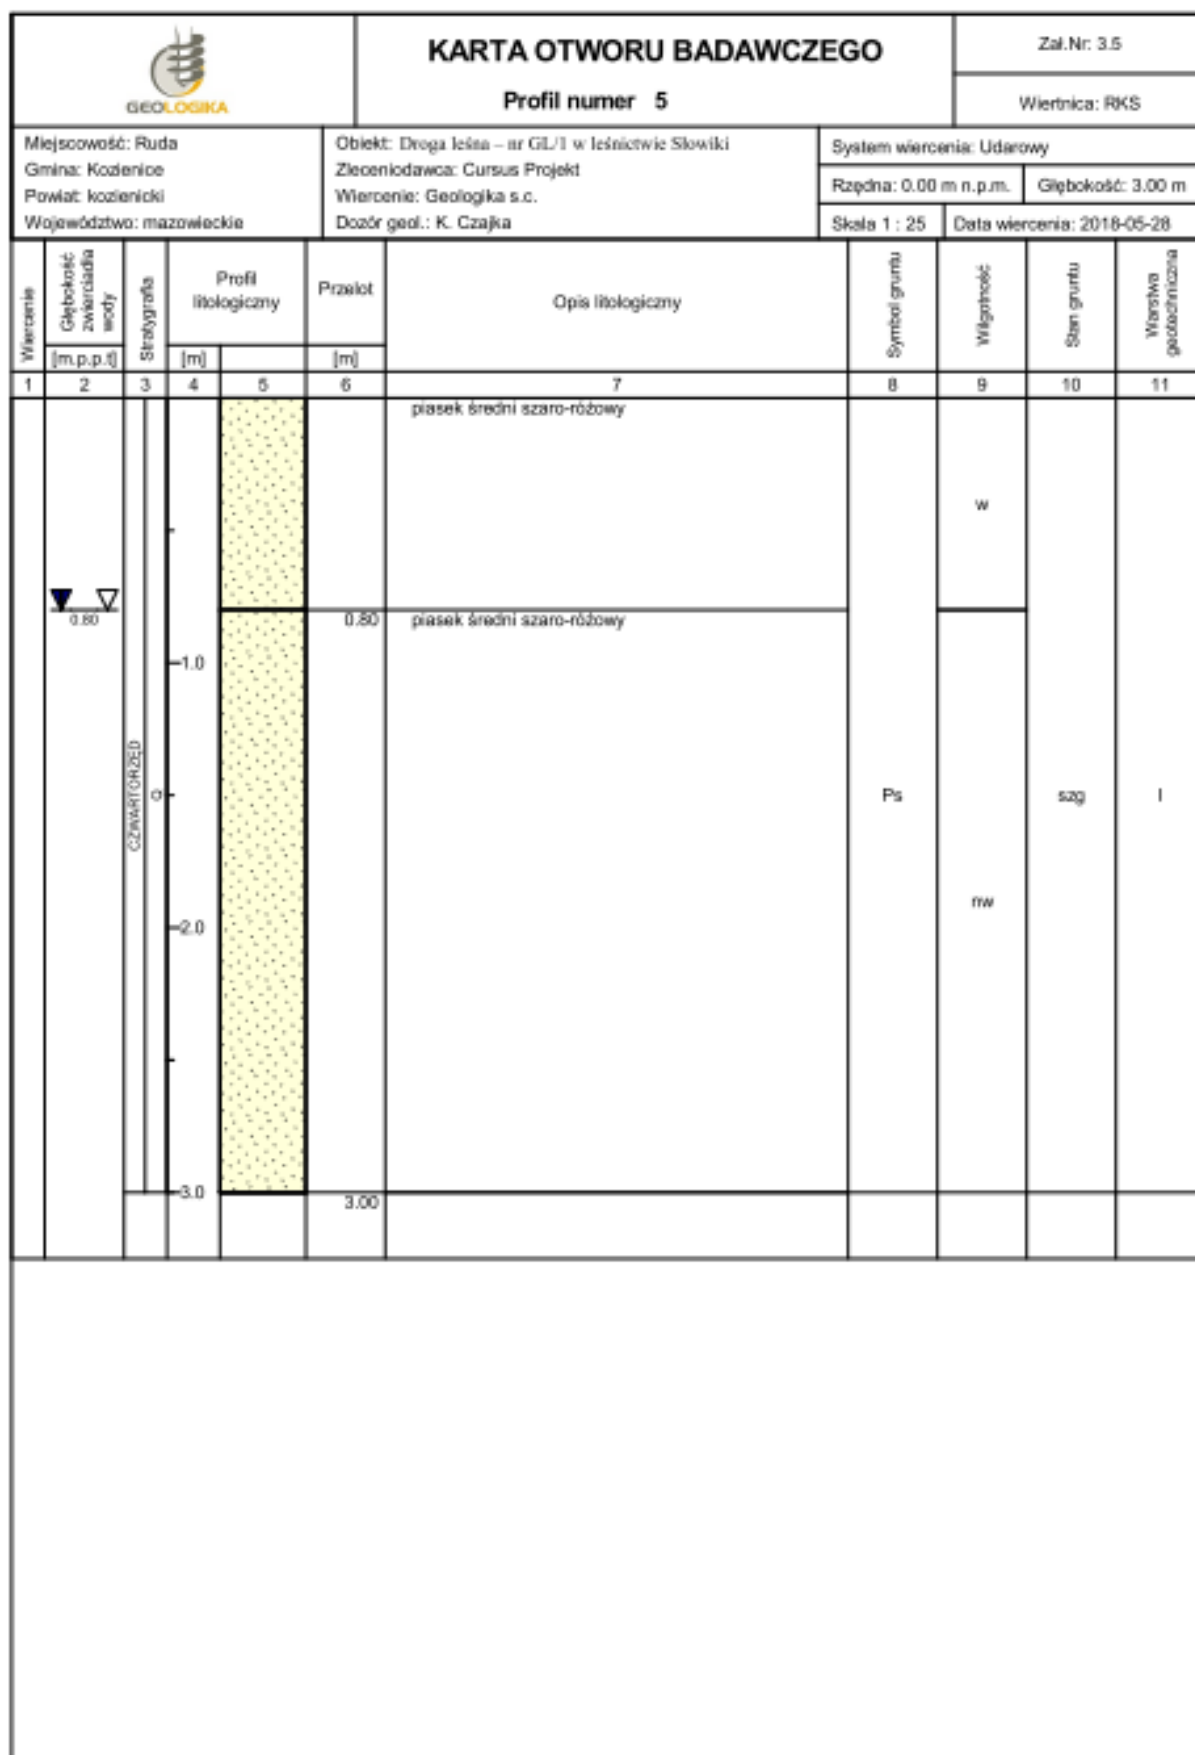 GEOLOGIKA
KARTA OTWORU BADAWCZEGO
Profil numer 5
Zał.Nr: 3.5
Wiertnica: RKS
Miejscowość: Ruda
Gmina: Kozienice
Powiat: kozienicki
Województwo: mazowieckie
Obiekt: Droga leśna – nr GL/1 w leśnictwie Słowiki
Zleceniodawca: Cursus Projekt
Wiercenie: Geologika s.c.
Dozór geol.: K. Czajka
System wiercenia: Udarowy
Rzędna: 0.00 m n.p.m.
Głębokość: 3.00 m
Skala 1 : 25
Data wiercenia: 2018-05-28
Wiercenie
Głębokość
zwierciadła
wody
[m.p.p.t]
Stratygrafia
Profil
litologiczny
[m]
Przelot
[m]
Opis litologiczny
Symbol gruntu
Wilgotność
Stan gruntu
Warstwa
geotechniczna
1 2 3 4 5 6 7 8 9 10 11
piasek średni szaro-różowy
w
0.80
0.80
piasek średni szaro-różowy
1.0
CZWARTORZĘD
Q
Ps
szg
I
nw
2.0
3.0
3.00